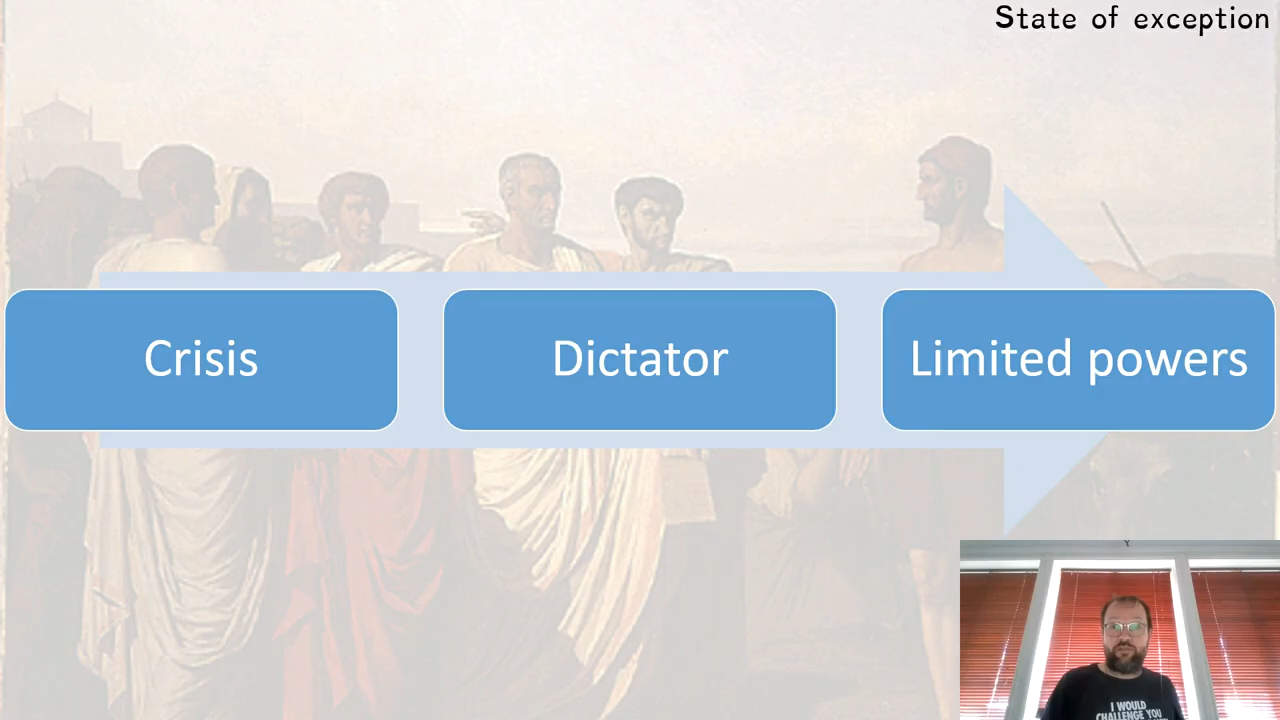 State of exception
Crisis
Dictator
Limited powers
I WOULD
CHALLENGE YOU